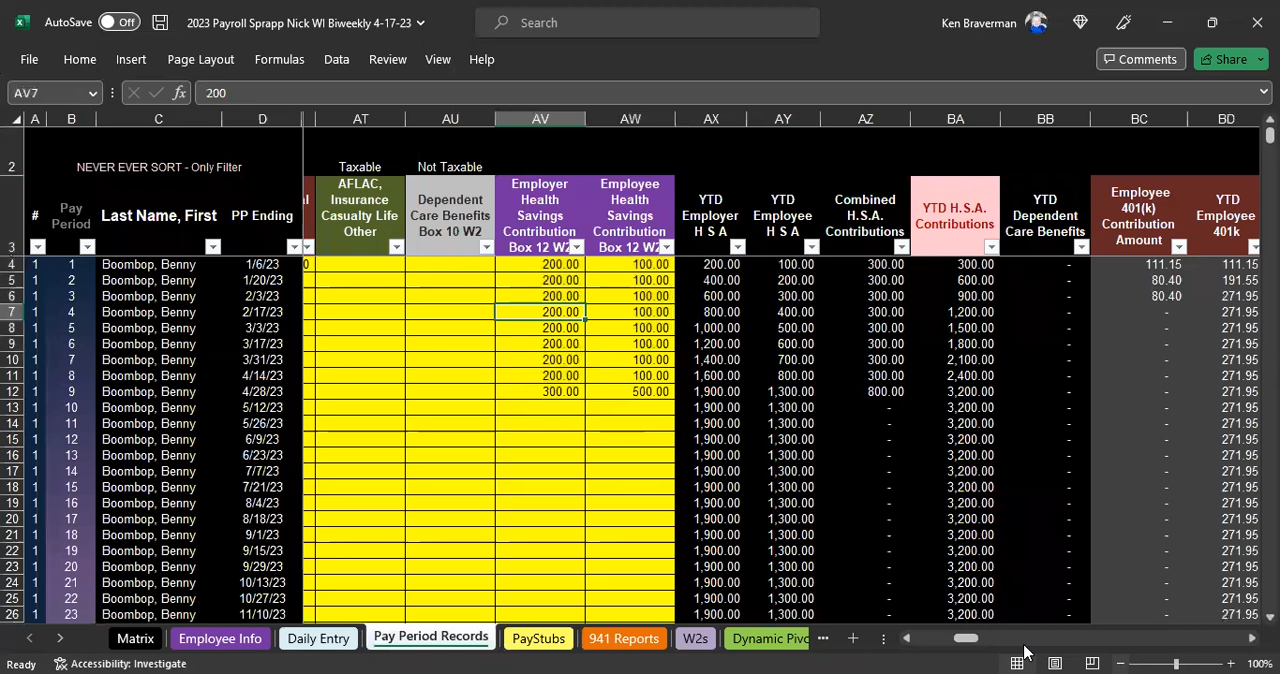 AutoSave Off 2023 Payroll Sprapp Nick WI Biweekly 4-17-23 Search Ken Braverman
File Home Insert Page Layout Formulas Data Review View Help Comments Share
AV7 fx 200
A B C D AT AU AV AW AX AY AZ BA BB BC BD
2 NEVER EVER SORT - Only Filter Taxable Not Taxable
3 # Pay Period Last Name, First PP Ending l AFLAC, Insurance Casualty Life Other Dependent Care Benefits Box 10 W2 Employer Health Savings Contribution Box 12 W2 Employee Health Savings Contribution Box 12 W2 YTD Employer H S A YTD Employee H S A Combined H.S.A. Contributions YTD H.S.A. Contributions YTD Dependent Care Benefits Employee 401(k) Contribution Amount YTD Employee 401k
4 1 1 Boombop, Benny 1/6/23 0 200.00 100.00 200.00 100.00 300.00 300.00 - 111.15 111.15
5 1 2 Boombop, Benny 1/20/23 200.00 100.00 400.00 200.00 300.00 600.00 - 80.40 191.55
6 1 3 Boombop, Benny 2/3/23 200.00 100.00 600.00 300.00 300.00 900.00 - 80.40 271.95
7 1 4 Boombop, Benny 2/17/23 200.00 100.00 800.00 400.00 300.00 1,200.00 - - 271.95
8 1 5 Boombop, Benny 3/3/23 200.00 100.00 1,000.00 500.00 300.00 1,500.00 - - 271.95
9 1 6 Boombop, Benny 3/17/23 200.00 100.00 1,200.00 600.00 300.00 1,800.00 - - 271.95
10 1 7 Boombop, Benny 3/31/23 200.00 100.00 1,400.00 700.00 300.00 2,100.00 - - 271.95
11 1 8 Boombop, Benny 4/14/23 200.00 100.00 1,600.00 800.00 300.00 2,400.00 - - 271.95
12 1 9 Boombop, Benny 4/28/23 300.00 500.00 1,900.00 1,300.00 800.00 3,200.00 - - 271.95
13 1 10 Boombop, Benny 5/12/23 1,900.00 1,300.00 - 3,200.00 - - 271.95
14 1 11 Boombop, Benny 5/26/23 1,900.00 1,300.00 - 3,200.00 - - 271.95
15 1 12 Boombop, Benny 6/9/23 1,900.00 1,300.00 - 3,200.00 - - 271.95
16 1 13 Boombop, Benny 6/23/23 1,900.00 1,300.00 - 3,200.00 - - 271.95
17 1 14 Boombop, Benny 7/7/23 1,900.00 1,300.00 - 3,200.00 - - 271.95
18 1 15 Boombop, Benny 7/21/23 1,900.00 1,300.00 - 3,200.00 - - 271.95
19 1 16 Boombop, Benny 8/4/23 1,900.00 1,300.00 - 3,200.00 - - 271.95
20 1 17 Boombop, Benny 8/18/23 1,900.00 1,300.00 - 3,200.00 - - 271.95
21 1 18 Boombop, Benny 9/1/23 1,900.00 1,300.00 - 3,200.00 - - 271.95
22 1 19 Boombop, Benny 9/15/23 1,900.00 1,300.00 - 3,200.00 - - 271.95
23 1 20 Boombop, Benny 9/29/23 1,900.00 1,300.00 - 3,200.00 - - 271.95
24 1 21 Boombop, Benny 10/13/23 1,900.00 1,300.00 - 3,200.00 - - 271.95
25 1 22 Boombop, Benny 10/27/23 1,900.00 1,300.00 - 3,200.00 - - 271.95
26 1 23 Boombop, Benny 11/10/23 1,900.00 1,300.00 - 3,200.00 - - 271.95
Matrix Employee Info Daily Entry Pay Period Records PayStubs 941 Reports W2s Dynamic Pivo
Ready Accessibility: Investigate 100%